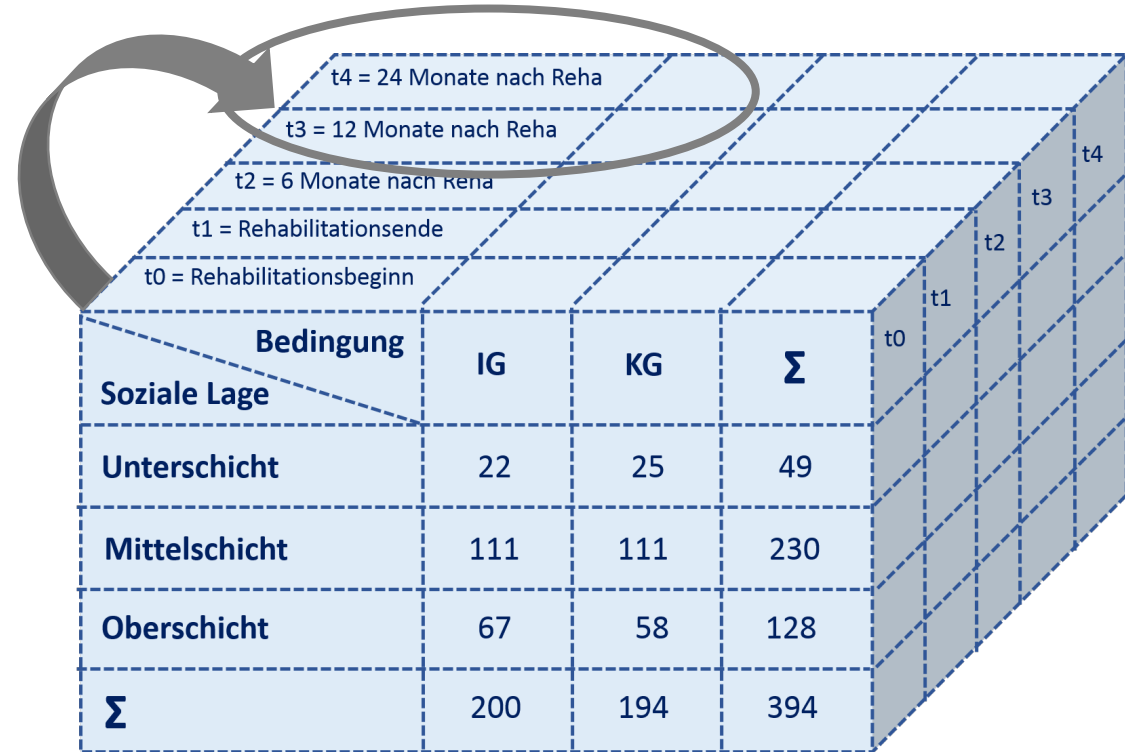 t4 = 24 Monate nach Reha
t3 = 12 Monate nach Reha
t2 = 6 Monate nach Reha
t1 = Rehabilitationsende
t0 = Rehabilitationsbeginn
t4
t3
t2
t1
t0
Bedingung
Soziale Lage
IG KG Σ
Unterschicht 22 25 49
Mittelschicht 111 111 230
Oberschicht 67 58 128
Σ 200 194 394